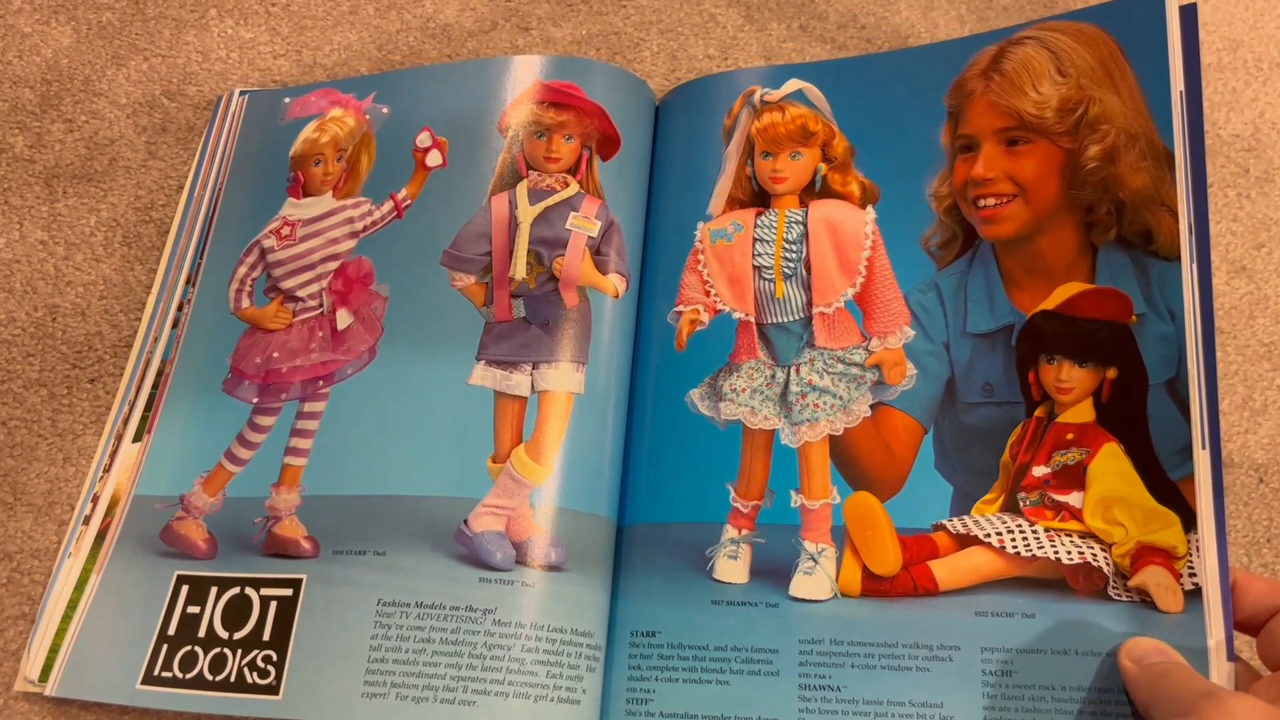 5510 STARR™ Doll
5516 STEFF™ Doll
5517 SHAWNA™ Doll
5522 SACHI™ Doll
HOT
LOOKS
Fashion Models on-the-go!
New! TV ADVERTISING! Meet the Hot Looks Models!
They've come from all over the world to be top fashion models
at the Hot Looks Modeling Agency! Each model is 18 inches
tall with a soft, poseable body and long, combable hair. Hot
Looks models wear only the latest fashions. Each outfit
features coordinated separates and accessories for mix 'n
match fashion play that'll make any little girl a fashion
expert! For ages 5 and over.
STARR™
She's from Hollywood, and she's famous
for fun! Starr has that sunny California
look, complete with blonde hair and cool
shades! 4-color window box.
STD. PAK 4
STEFF™
She's the Australian wonder from down
under! Her stonewashed walking shorts
and suspenders are perfect for outback
adventures! 4-color window box.
STD. PAK 4
SHAWNA™
She's the lovely lassie from Scotland
who loves to wear just a wee bit o' lace.
popular country look! 4-color
STD. PAK 4
SACHI™
She's a sweet rock 'n roller from
Her flared skirt, baseball jacket and
are a fashion blast from the